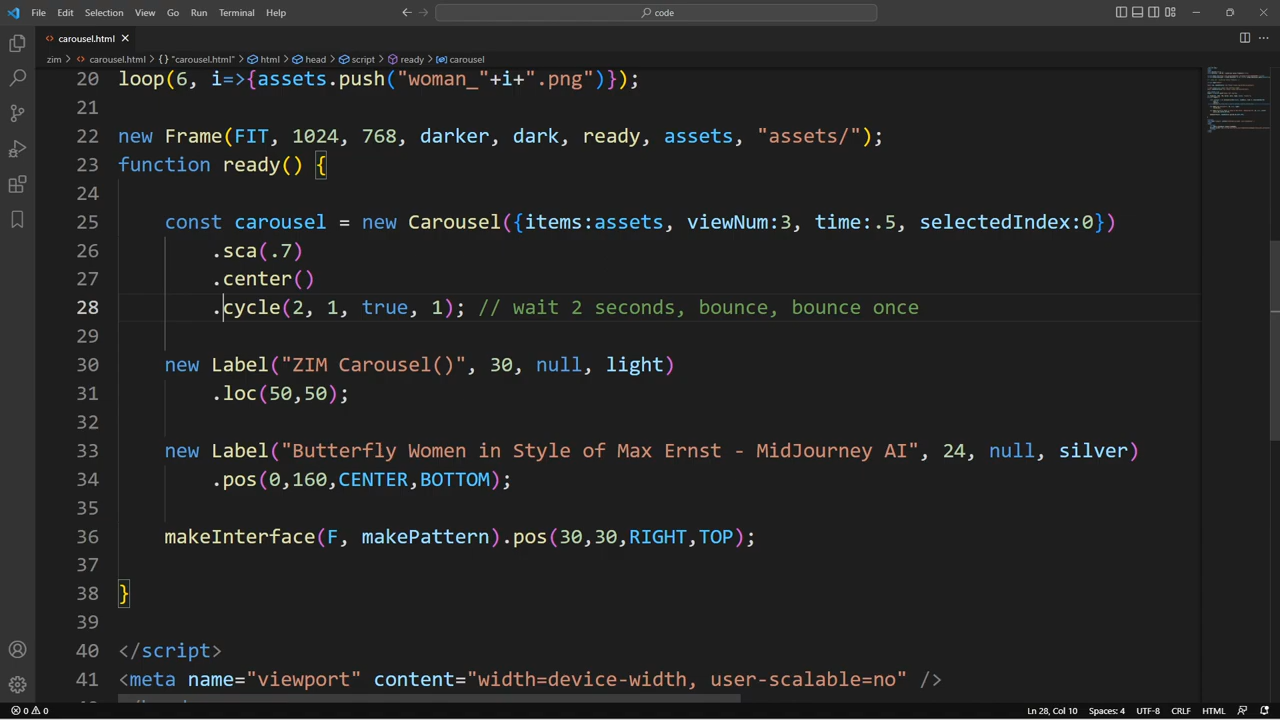 File Edit Selection View Go Run Terminal Help
code
carousel.html
zim > carousel.html > "carousel.html" > html > head > script > ready > carousel
20 loop(6, i=>{assets.push("woman_"+i+".png")});
21
22 new Frame(FIT, 1024, 768, darker, dark, ready, assets, "assets/");
23 function ready() {
24
25 const carousel = new Carousel({items:assets, viewNum:3, time:.5, selectedIndex:0})
26 .sca(.7)
27 .center()
28 .cycle(2, 1, true, 1); // wait 2 seconds, bounce, bounce once
29
30 new Label("ZIM Carousel()", 30, null, light)
31 .loc(50,50);
32
33 new Label("Butterfly Women in Style of Max Ernst - MidJourney AI", 24, null, silver)
34 .pos(0,160,CENTER,BOTTOM);
35
36 makeInterface(F, makePattern).pos(30,30,RIGHT,TOP);
37
38 }
39
40 </script>
41 <meta name="viewport" content="width=device-width, user-scalable=no" />
0 0 Ln 28, Col 10 Spaces: 4 UTF-8 CRLF HTML